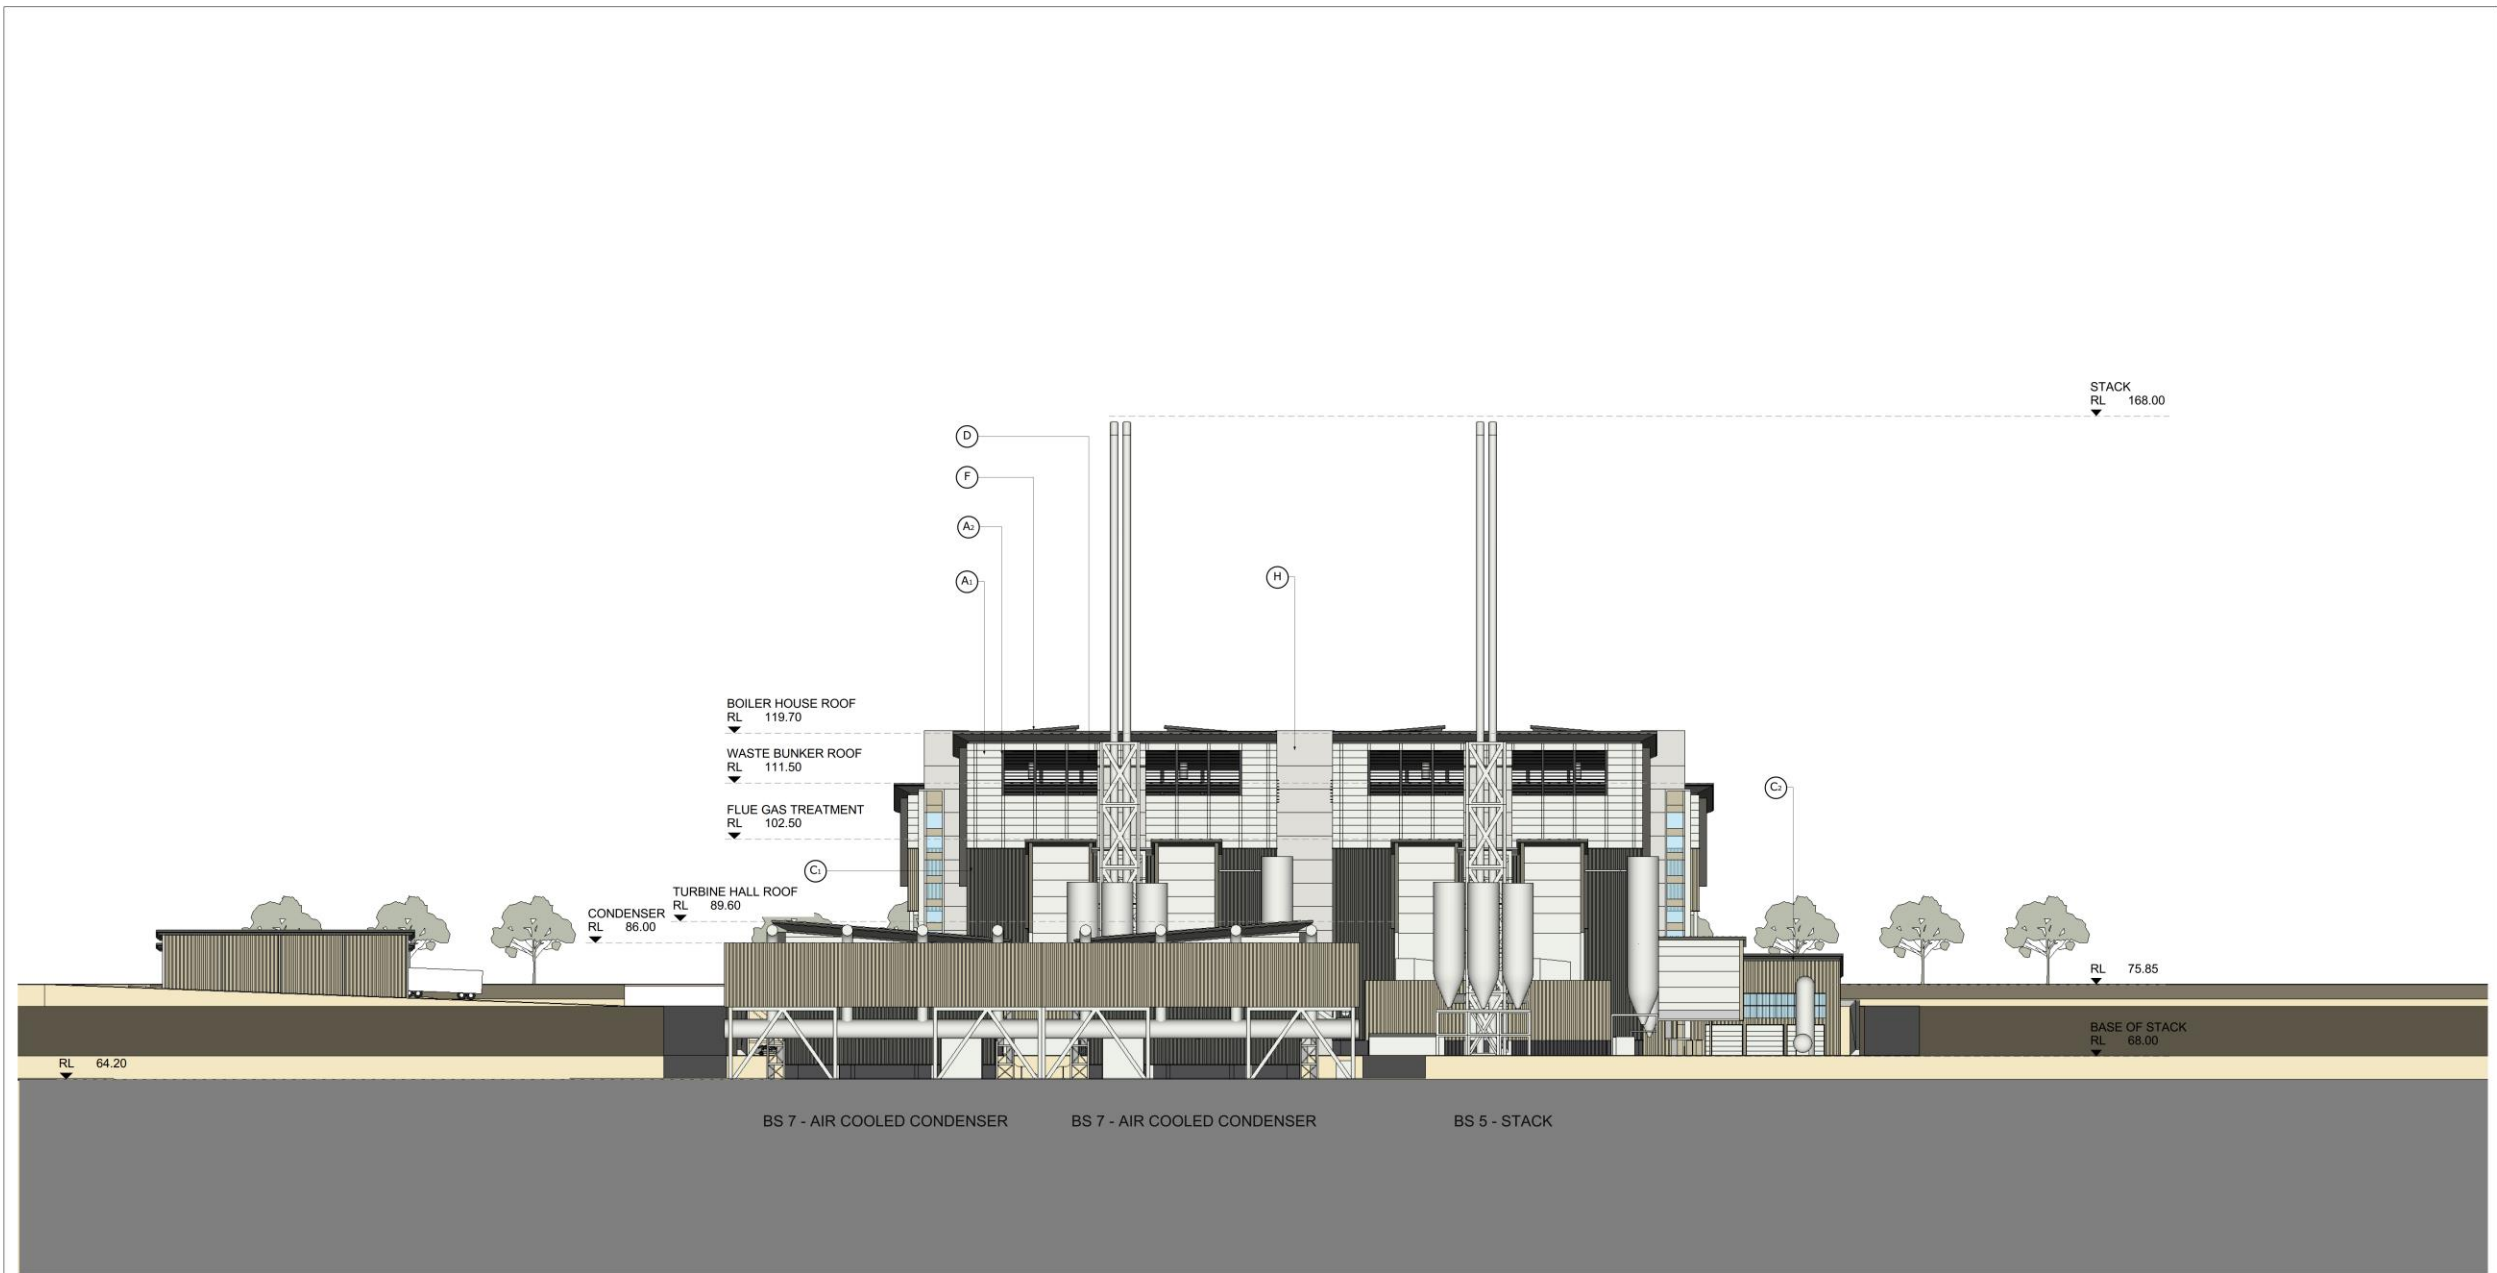 STACK
RL 168.00
D
F
A2
A1
H
BOILER HOUSE ROOF
RL 119.70
WASTE BUNKER ROOF
RL 111.50
C2
FLUE GAS TREATMENT
RL 102.50
C1
TURBINE HALL ROOF
RL 89.60
CONDENSER
RL 86.00
RL 75.85
BASE OF STACK
RL 68.00
RL 64.20
BS 7 - AIR COOLED CONDENSER
BS 7 - AIR COOLED CONDENSER
BS 5 - STACK